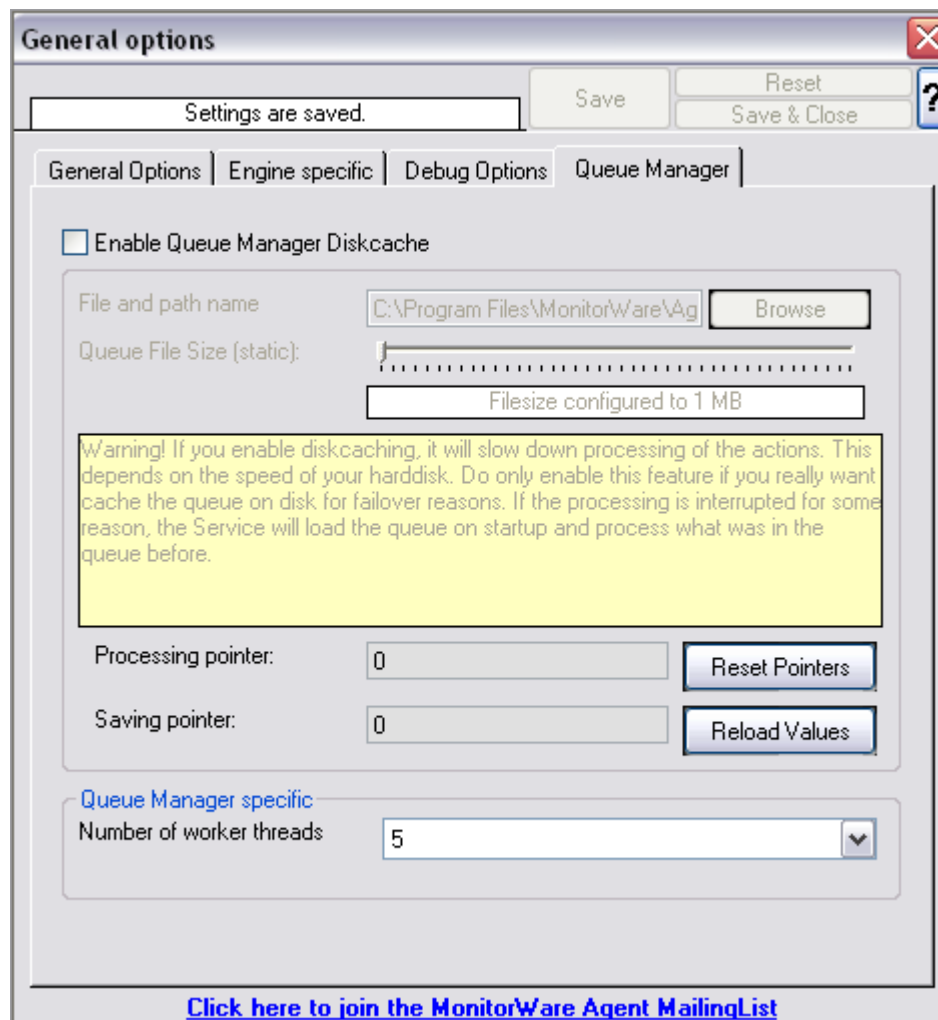 General options
Settings are saved.
Save
Reset
Save & Close
?
General Options
Engine specific
Debug Options
Queue Manager
Enable Queue Manager Diskcache
File and path name
C:\Program Files\MonitorWare\Ag
Browse
Queue File Size (static):
Filesize configured to 1 MB
Warning! If you enable diskcaching, it will slow down processing of the actions. This
depends on the speed of your harddisk. Do only enable this feature if you really want
cache the queue on disk for failover reasons. If the processing is interrupted for some
reason, the Service will load the queue on startup and process what was in the
queue before.
Processing pointer:
0
Reset Pointers
Saving pointer:
0
Reload Values
Queue Manager specific
Number of worker threads
5
Click here to join the MonitorWare Agent MailingList